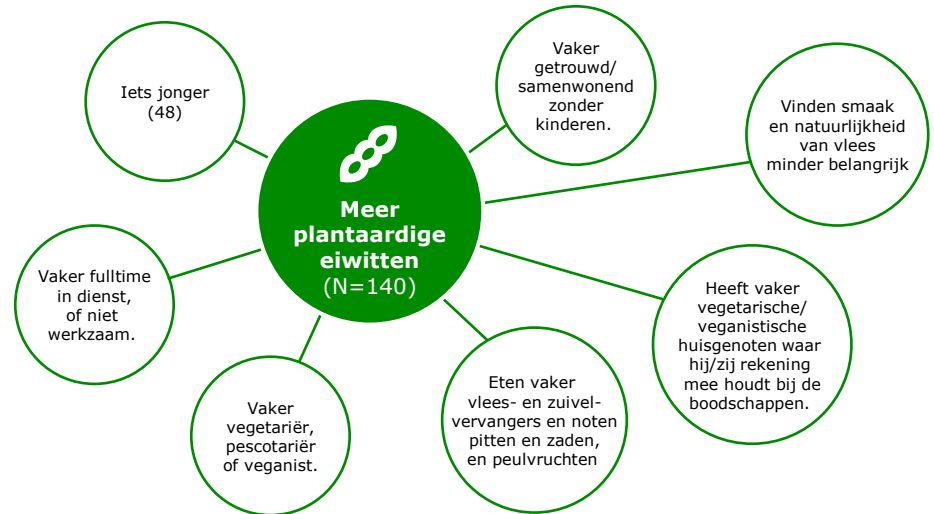 Iets jonger
(48)
Vaker
getrouwd/
samenwonend
zonder
kinderen.
Vinden smaak
en natuurlijkheid
van vlees
minder belangrijk
Meer
plantaardige
eiwitten
(N=140)
Vaker fulltime
in dienst,
of niet
werkzaam.
Heeft vaker
vegetarische/
veganistische
huisgenoten waar
hij/zij rekening
mee houdt bij de
boodschappen.
Vaker
vegetariër,
pescotariër
of veganist.
Eten vaker
vlees- en zuivel-
vervangers en noten
pitten en zaden,
en peulvruchten